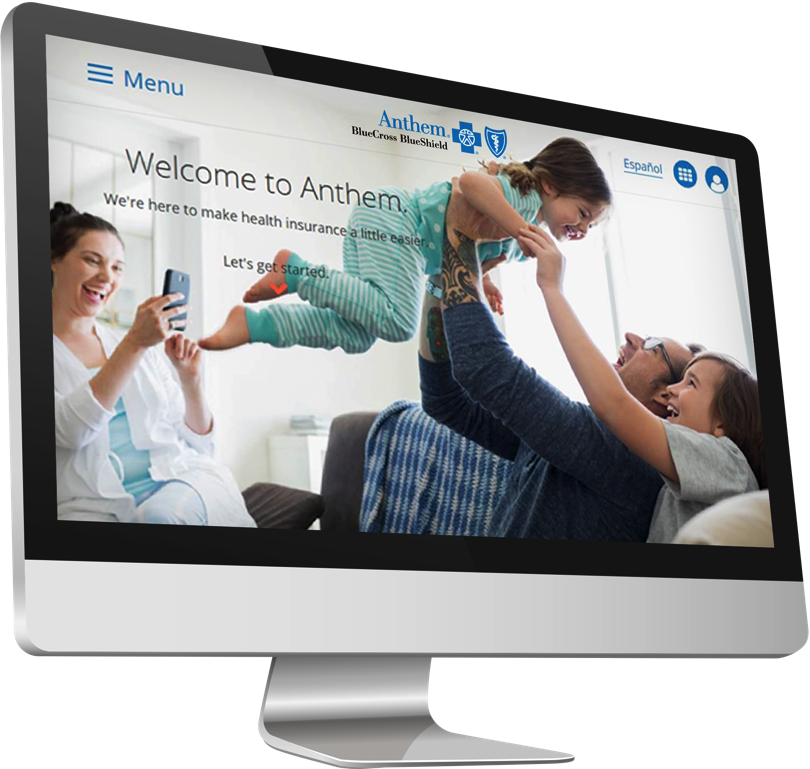 Menu
Anthem
BlueCross BlueShield
Español
Welcome to Anthem.
We're here to make health insurance a little easier.
Let's get started.